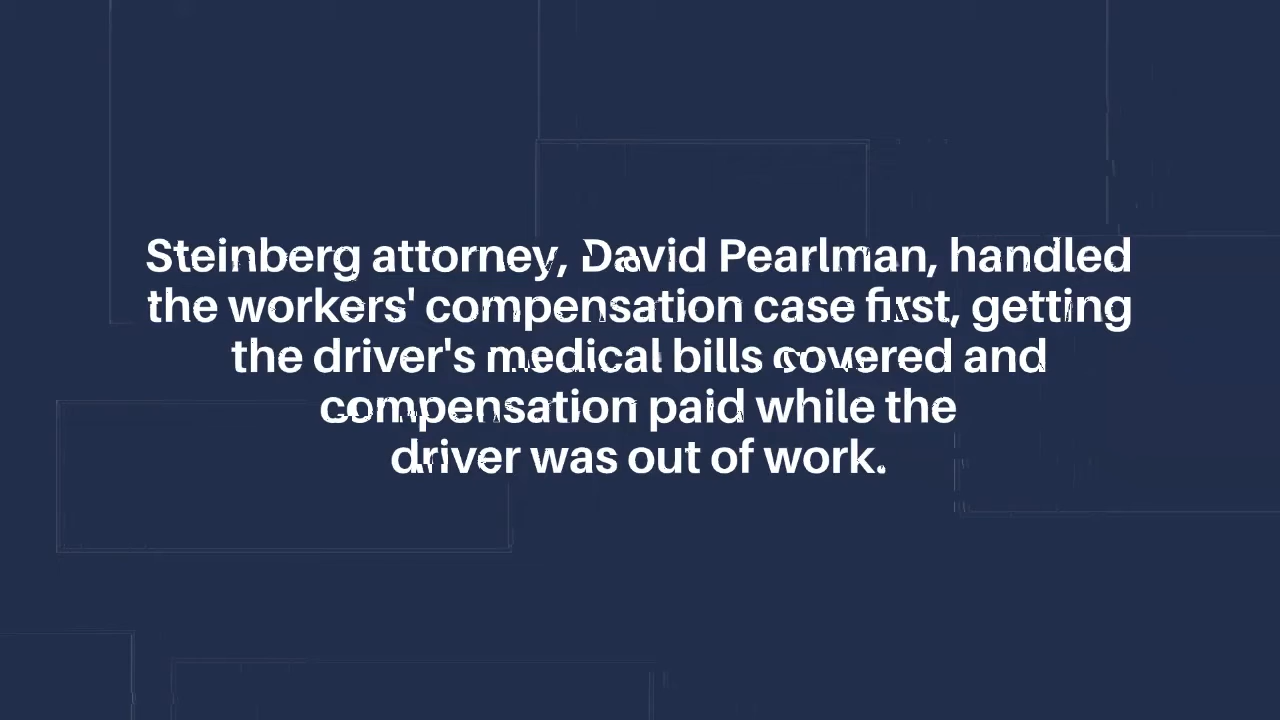 Steinberg attorney, David Pearlman, handled
the workers' compensation case first, getting
the driver's medical bills covered and
compensation paid while the
driver was out of work.